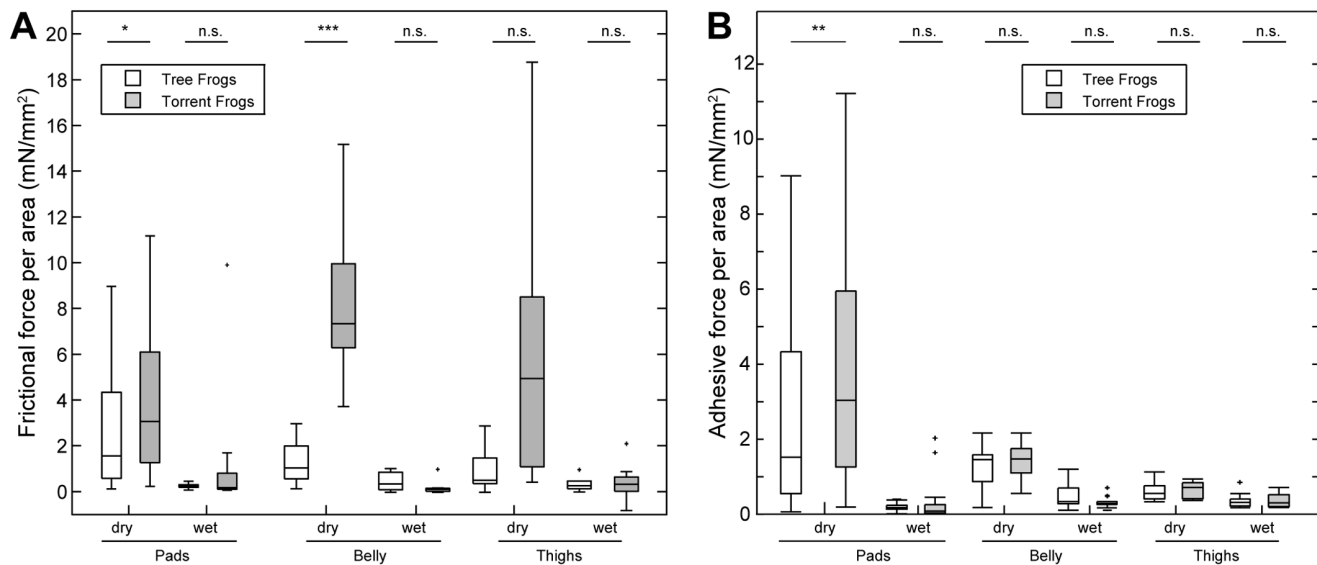 A
* n.s. *** n.s. n.s. n.s.
Tree Frogs
Torrent Frogs
Frictional force per area (mN/mm²)
20
18
16
14
12
10
8
6
4
2
0
dry wet dry wet dry wet
Pads Belly Thighs
B
** n.s. n.s. n.s. n.s. n.s.
Tree Frogs
Torrent Frogs
Adhesive force per area (mN/mm²)
12
10
8
6
4
2
0
dry wet dry wet dry wet
Pads Belly Thighs